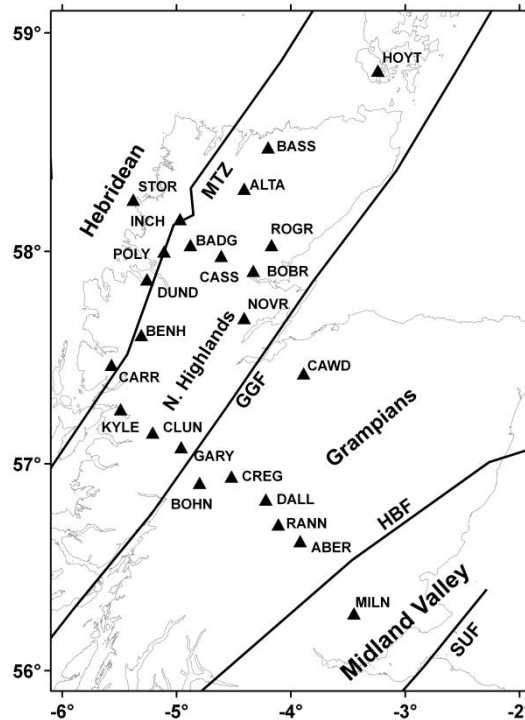 59°
HOYT
BASS
Hebridean
MTZ
STOR
ALTA
INCH
ROGR
BADG
58°
POLY
CASS
BOBR
DUND
NOVR
BENH
N. Highlands
CARR
GGF
CAWD
KYLE
CLUN
Grampians
GARY
57°
CREG
BOHN
DALL
HBF
RANN
ABER
MILN
Midland Valley
SUF
56°
-6° -5° -4° -3° -2